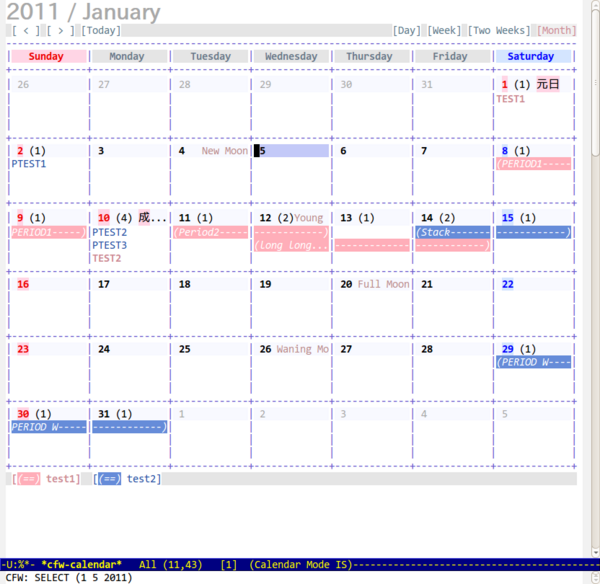 2011 / January
[ < ] [ > ] [Today] [Day] [Week] [Two Weeks] [Month]
Sunday Monday Tuesday Wednesday Thursday Friday Saturday
26 27 28 29 30 31 1 (1) 元日
TEST1
2 (1) 3 4 New Moon 5 6 7 8 (1)
PTEST1 (PERIOD1-----
9 (1) 10 (4) 成... 11 (1) 12 (2)Young 13 (1) 14 (2) 15 (1)
PERIOD1-----) PTEST2 (Period2---- ------------) (Stack------- ------------)
PTEST3 (Long Long... ------------- ------------)
TEST2
16 17 18 19 20 Full Moon 21 22
23 24 25 26 Waning Mo 27 28 29 (1)
(PERIOD W----
30 (1) 31 (1) 1 2 3 4 5
PERIOD W----- ------------)
[(==) test1] [(==) test2]
-U:%*- *cfw-calendar* All (11,43) [1] (Calendar Mode IS)--------------------------------------
CFW: SELECT (1 5 2011)